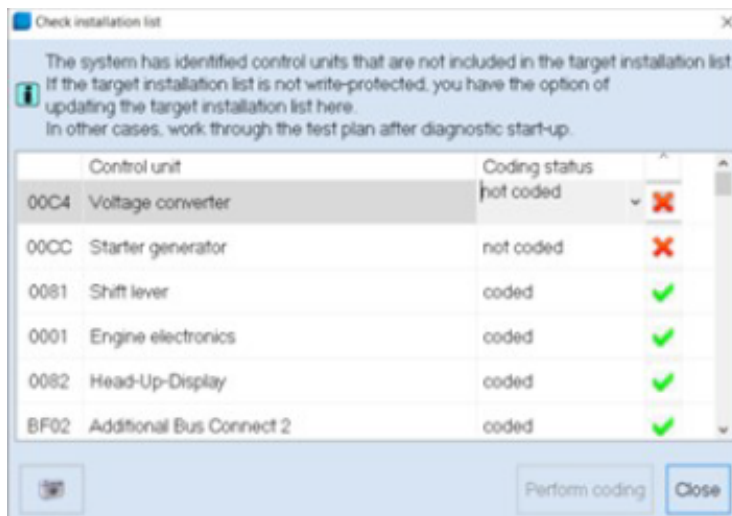 Check installation list
The system has identified control units that are not included in the target installation list
If the target installation list is not write-protected, you have the option of
updating the target installation list here.
In other cases, work through the test plan after diagnostic start-up.
Control unit Coding status
00C4 Voltage converter not coded
00CC Starter generator not coded
0081 Shift lever coded
0001 Engine electronics coded
0082 Head-Up-Display coded
BF02 Additional Bus Connect 2 coded
Perform coding Close